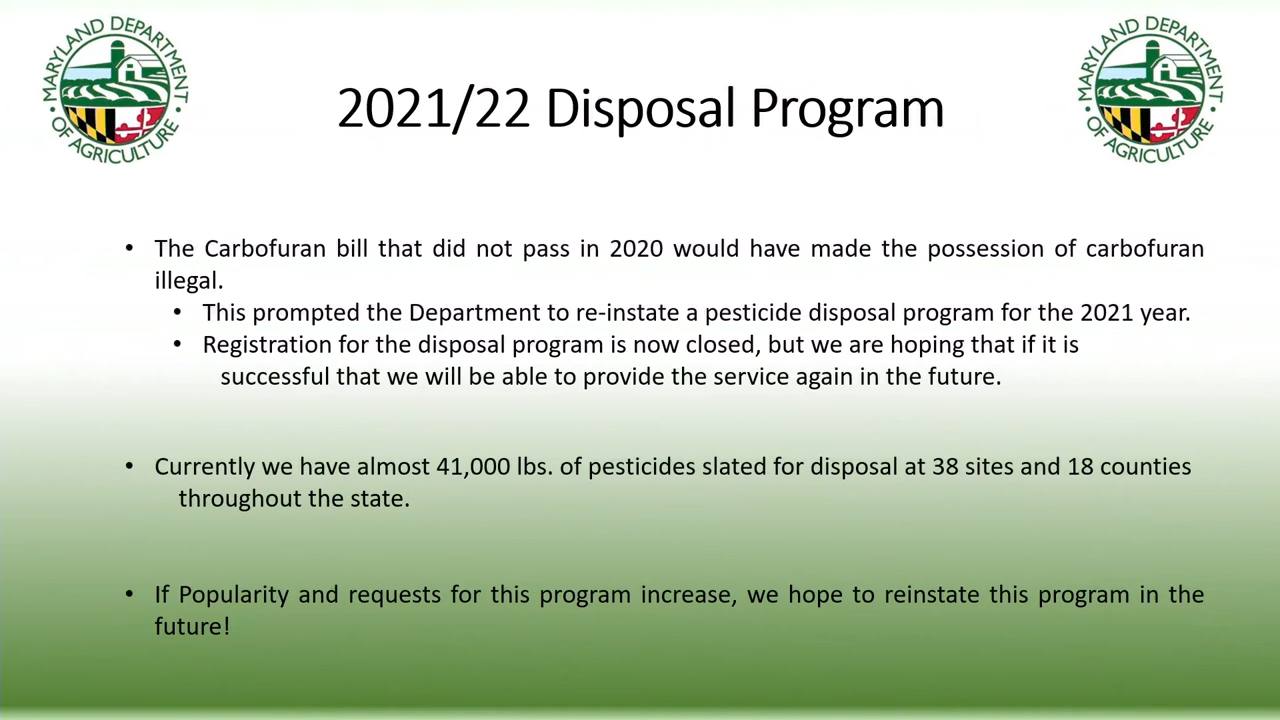 MARYLAND DEPARTMENT
OF AGRICULTURE
MARYLAND DEPARTMENT
OF AGRICULTURE
2021/22 Disposal Program
• The Carbofuran bill that did not pass in 2020 would have made the possession of carbofuran
illegal.
• This prompted the Department to re-instate a pesticide disposal program for the 2021 year.
• Registration for the disposal program is now closed, but we are hoping that if it is
successful that we will be able to provide the service again in the future.
• Currently we have almost 41,000 lbs. of pesticides slated for disposal at 38 sites and 18 counties
throughout the state.
• If Popularity and requests for this program increase, we hope to reinstate this program in the
future!